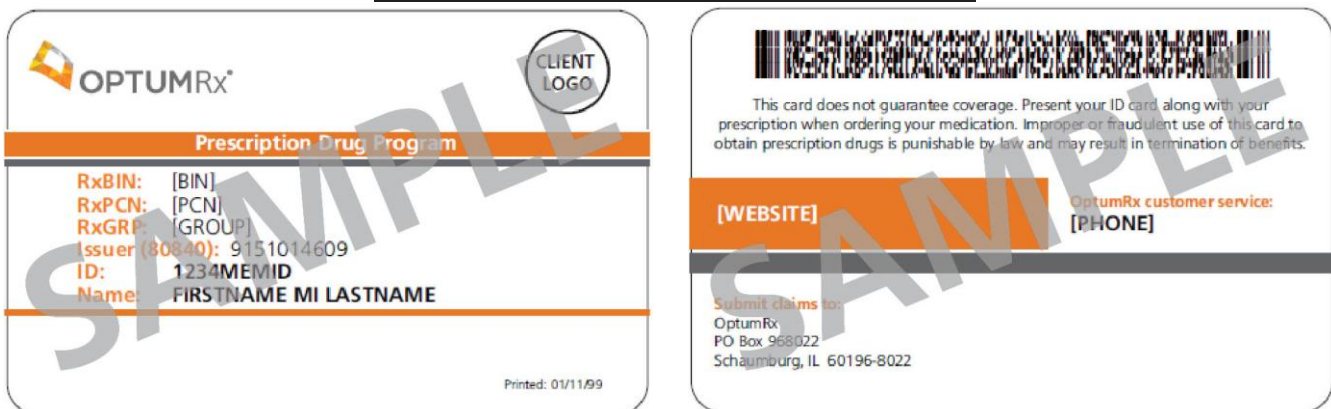 OPTUMRx®
CLIENT
LOGO
Prescription Drug Program
RxBIN: [BIN]
RxPCN: [PCN]
RxGRP: [GROUP]
Issuer (80840): 9151014609
ID: 1234MEMID
Name: FIRSTNAME MI LASTNAME
Printed: 01/11/99
SAMPLE
This card does not guarantee coverage. Present your ID card along with your
prescription when ordering your medication. Improper or fraudulent use of this card to
obtain prescription drugs is punishable by law and may result in termination of benefits.
[WEBSITE]
OptumRx customer service:
[PHONE]
Submit claims to:
OptumRx
PO Box 968022
Schaumburg, IL 60196-8022
SAMPLE